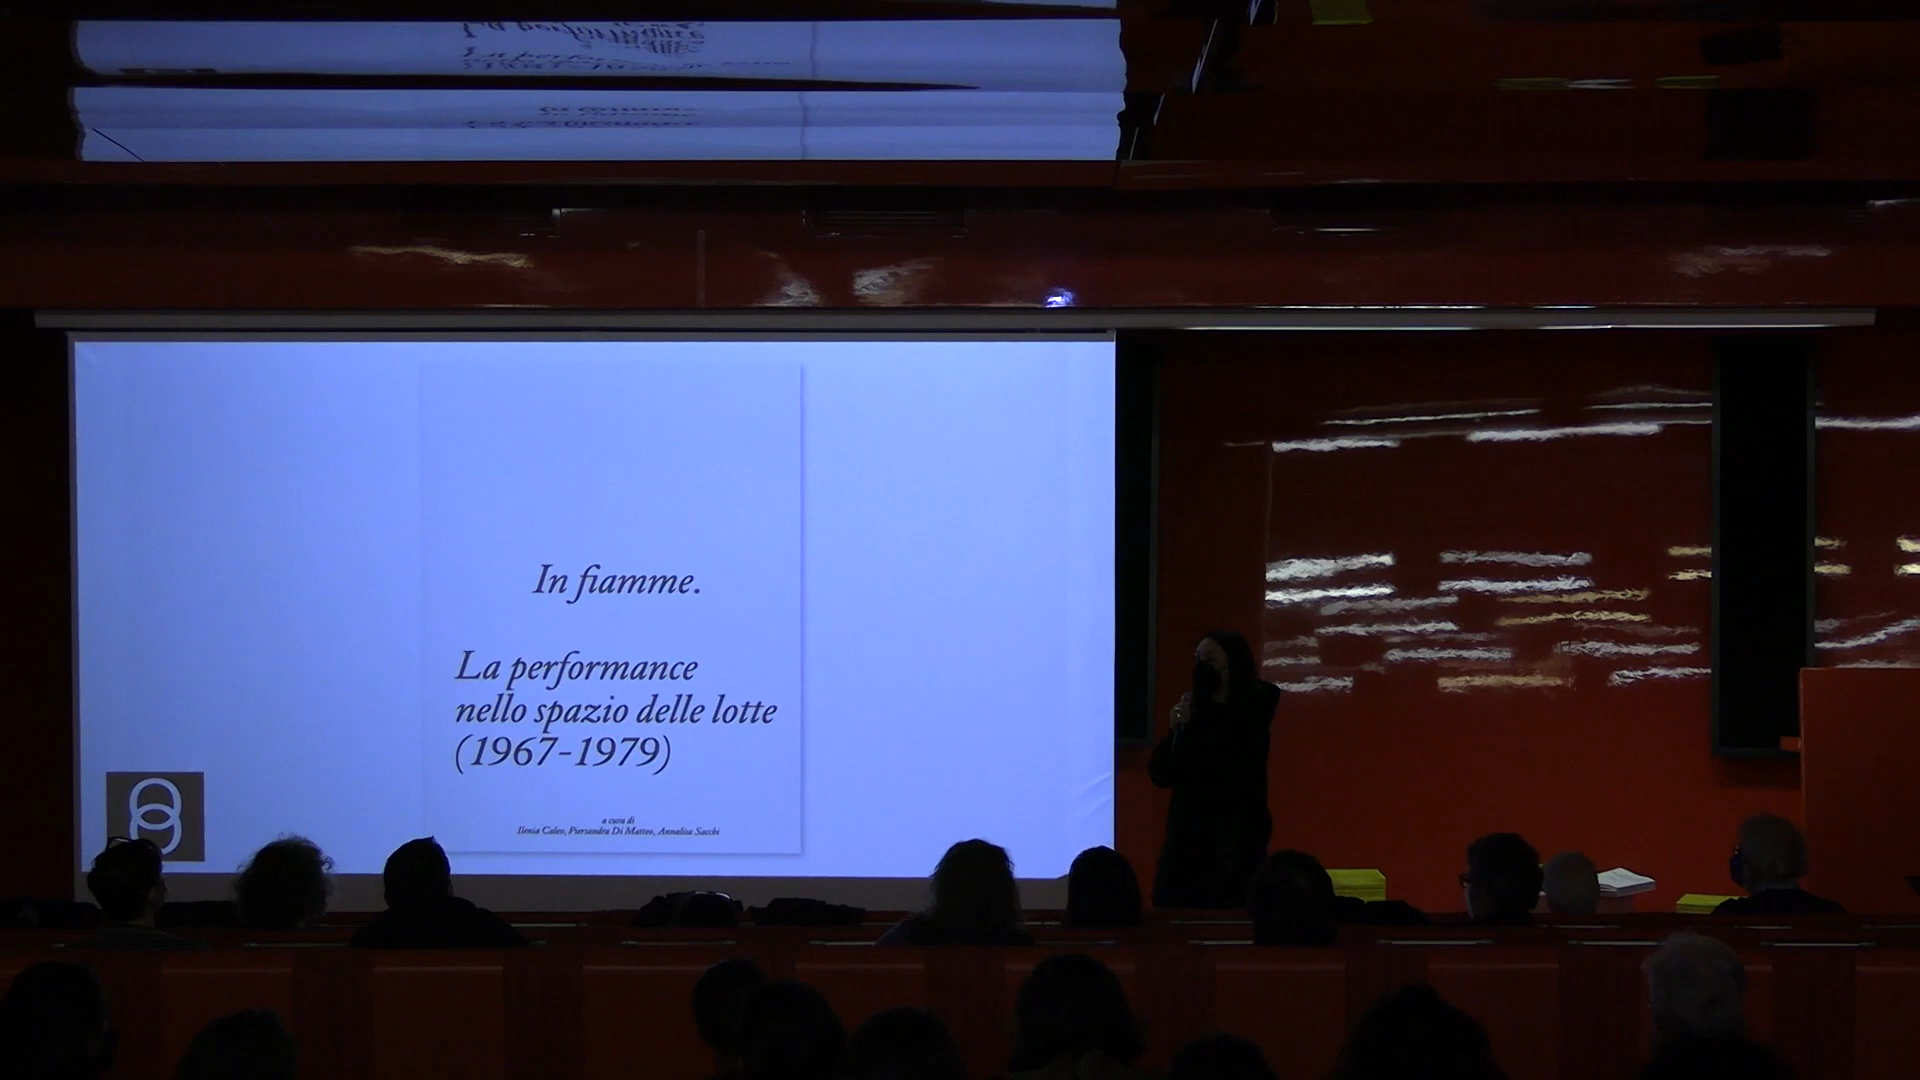 In fiamme.
La performance
nello spazio delle lotte
(1967-1979)
a cura di
Ilenia Caleo, Piersandra Di Matteo, Annalisa Sacchi